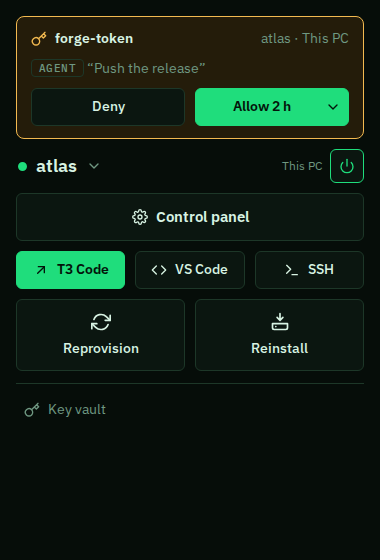 forge-token
atlas · This PC
AGENT “Push the release”
Deny
Allow 2 h
atlas
This PC
Control panel
T3 Code
VS Code
SSH
Reprovision
Reinstall
Key vault